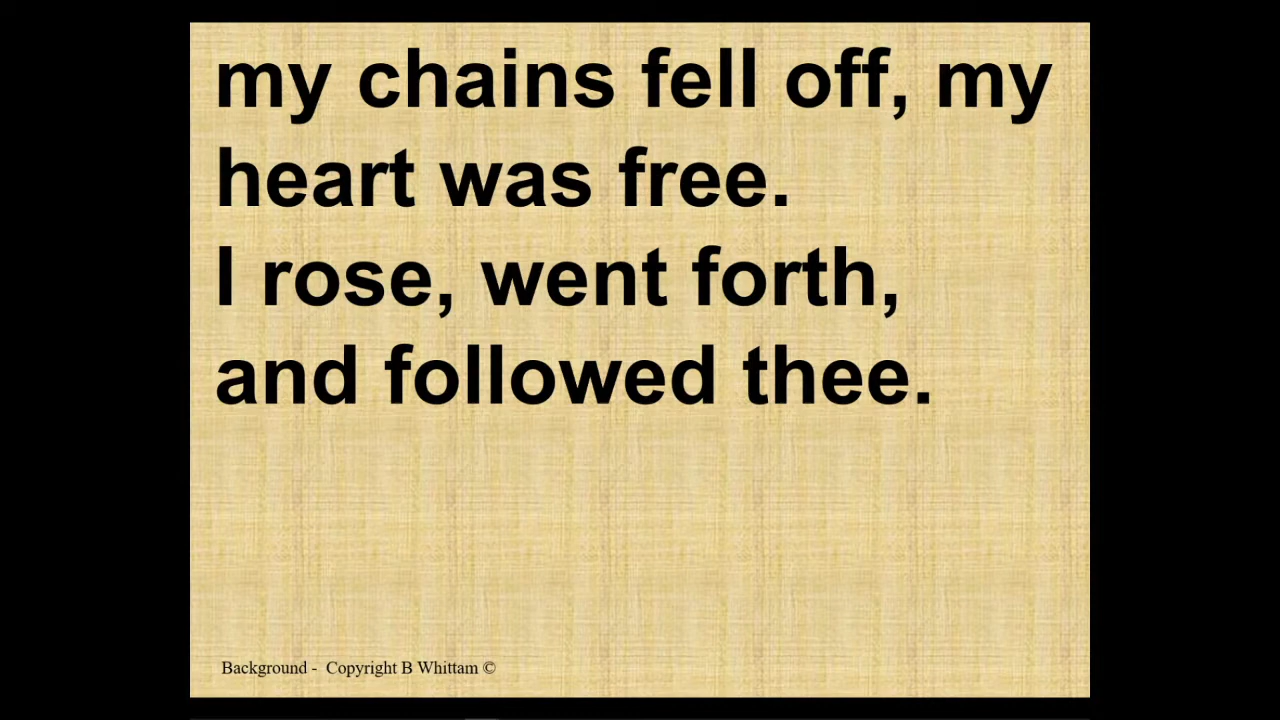 my chains fell off, my
heart was free.
I rose, went forth,
and followed thee.
Background -  Copyright B Whittam ©